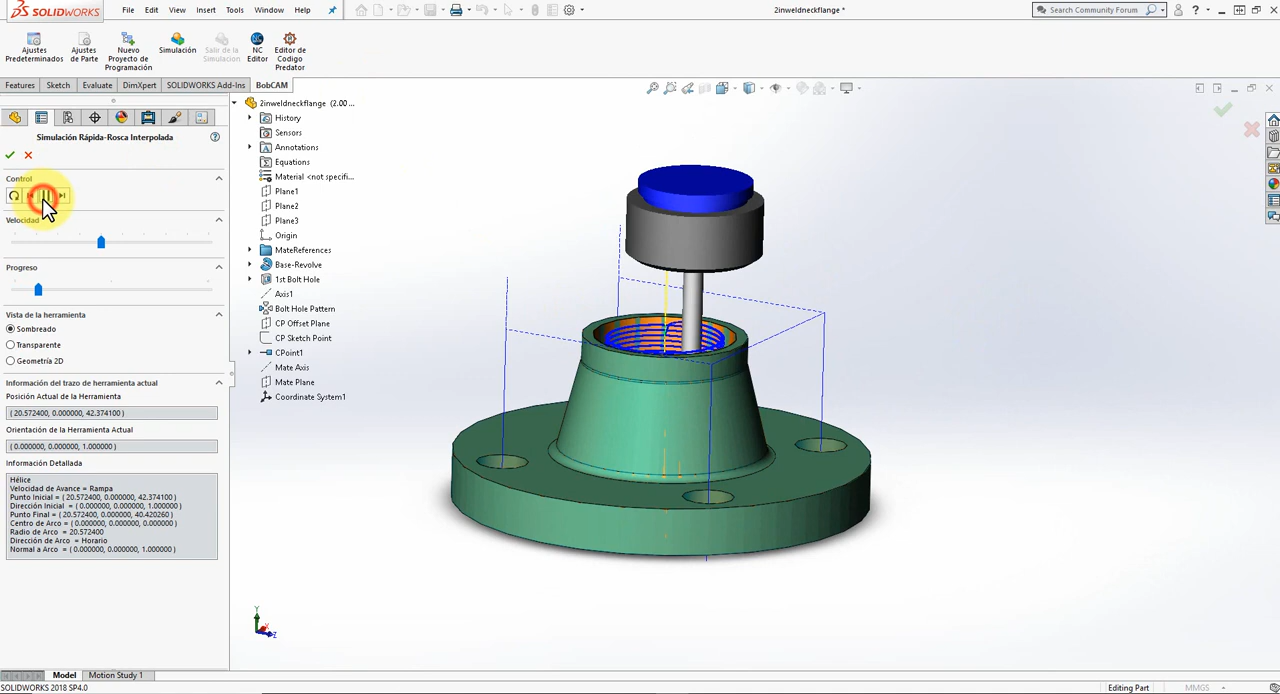 SOLIDWORKS
File Edit View Insert Tools Window Help
2inweldneckflange *
Search Community Forum
Ajustes Predeterminados
Ajustes de Parte
Nuevo Proyecto de Programación
Simulación
Salir de la Simulacion
NC Editor
Editor de Codigo Predator
Features Sketch Evaluate DimXpert SOLIDWORKS Add-Ins BobCAM
Simulación Rápida-Rosca Interpolada
Control
Velocidad
Progreso
Vista de la herramienta
Sombreado
Transparente
Geometría 2D
Información del trazo de herramienta actual
Posición Actual de la Herramienta
( 20.572400, 0.000000, 42.374100 )
Orientación de la Herramienta Actual
( 0.000000, 0.000000, 1.000000 )
Información Detallada
Hélice
Velocidad de Avance = Rampa
Punto Inicial = ( 20.572400, 0.000000, 42.374100 )
Dirección Inicial = ( 0.000000, 0.000000, 1.000000 )
Punto Final = ( 20.572400, 0.000000, 40.420260 )
Centro de Arco = ( 0.000000, 0.000000, 0.000000 )
Radio de Arco = 20.572400
Dirección de Arco = Horario
Normal a Arco = ( 0.000000, 0.000000, 1.000000 )
2inweldneckflange (2.00 ...
History
Sensors
Annotations
Equations
Material <not specifi...
Plane1
Plane2
Plane3
Origin
MateReferences
Base-Revolve
1st Bolt Hole
Axis1
Bolt Hole Pattern
CP Offset Plane
CP Sketch Point
CPoint1
Mate Axis
Mate Plane
Coordinate System1
Y
X
Z
Model Motion Study 1
SOLIDWORKS 2018 SP4.0
Editing Part MMGS